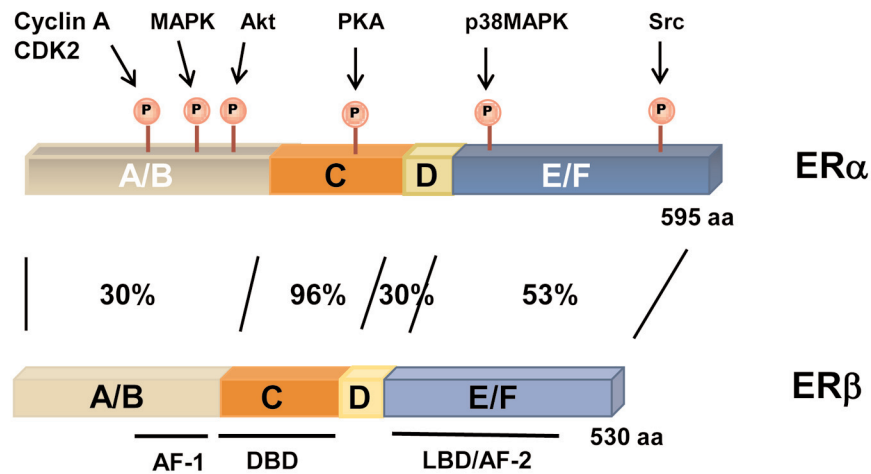 Cyclin A
CDK2
MAPK
Akt
PKA
p38MAPK
Src
P
P
P
P
P
P
A/B
C
D
E/F
ERα
595 aa
30%
96%
30%
53%
A/B
C
D
E/F
ERβ
530 aa
AF-1
DBD
LBD/AF-2